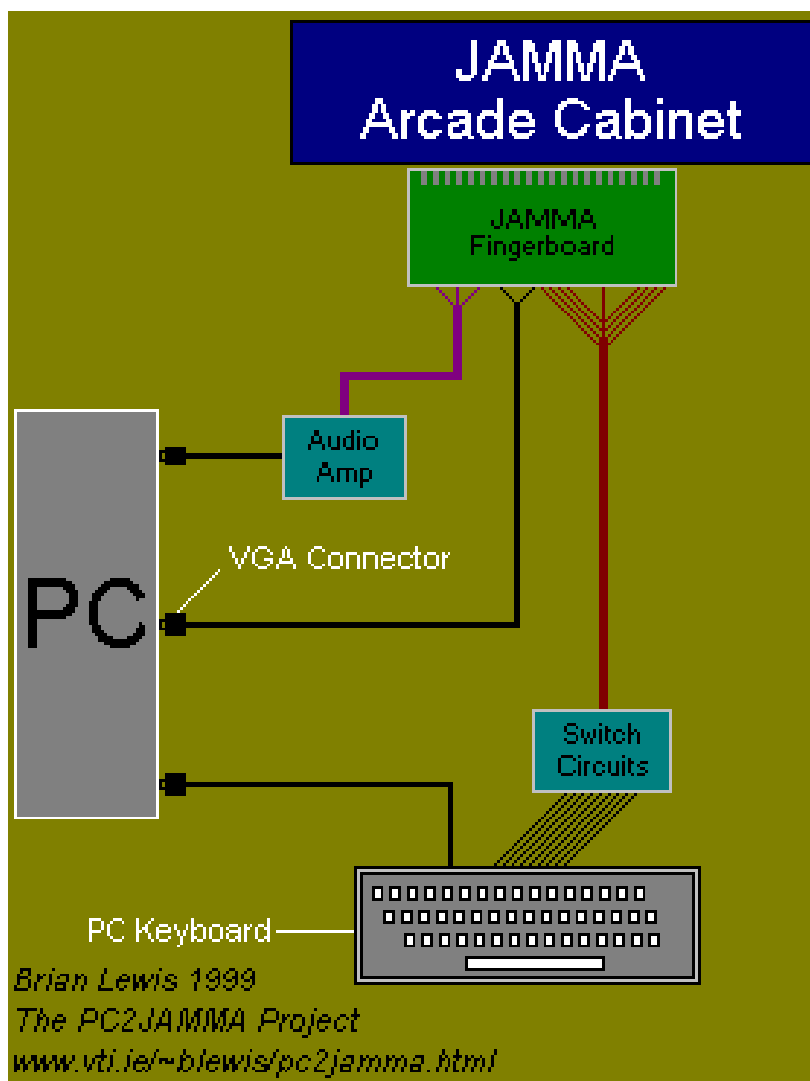 JAMMA
Arcade Cabinet
JAMMA
Fingerboard
Audio
Amp
VGA Connector
PC
Switch
Circuits
PC Keyboard
Brian Lewis 1999
The PC2JAMMA Project
www.vti.ie/~blewis/pc2jamma.html